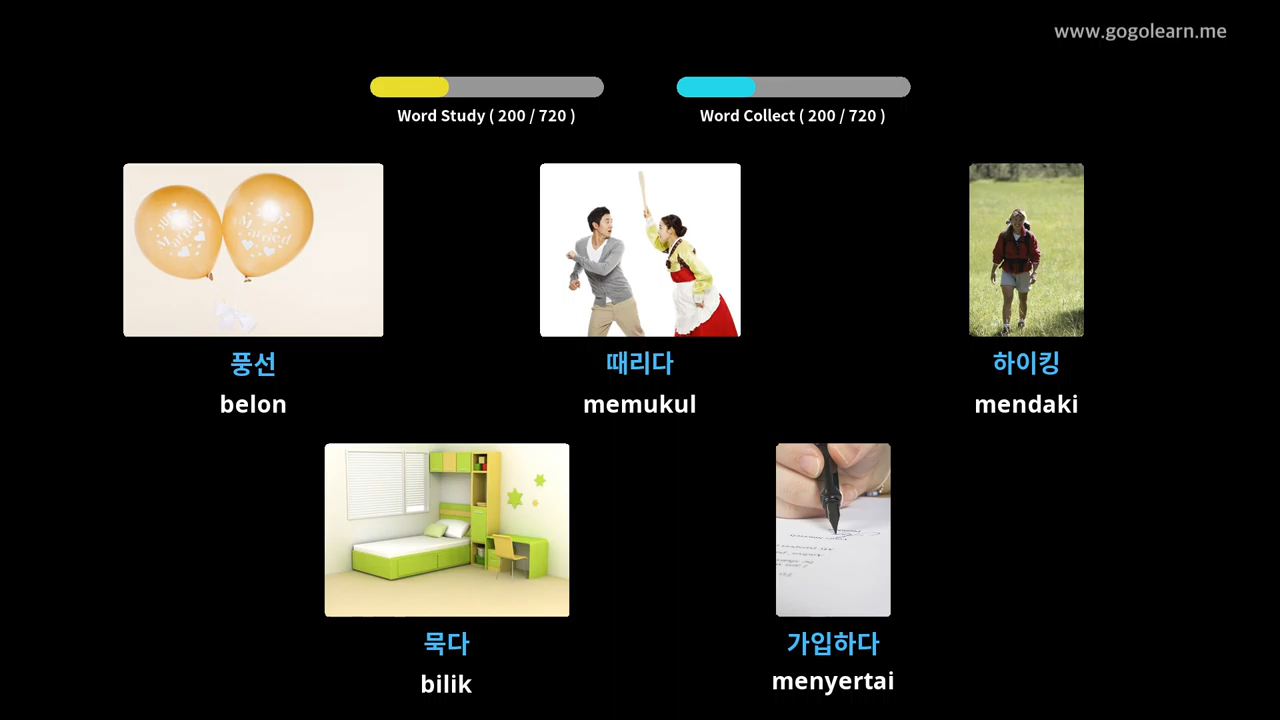 www.gogolearn.me
Word Study ( 200 / 720 )
Word Collect ( 200 / 720 )
풍선
belon
때리다
memukul
하이킹
mendaki
묵다
bilik
가입하다
menyertai